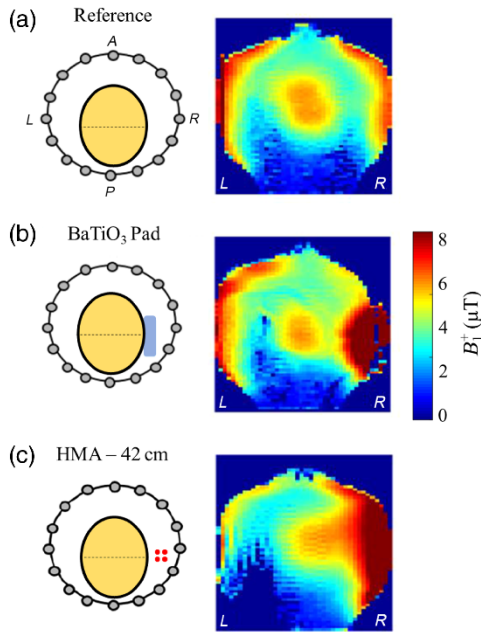 (a)
Reference
A
L
R
P
L
R
(b)
BaTiO₃ Pad
L
R
8
6
4
2
0
B₁⁺ (μT)
(c)
HMA – 42 cm
L
R